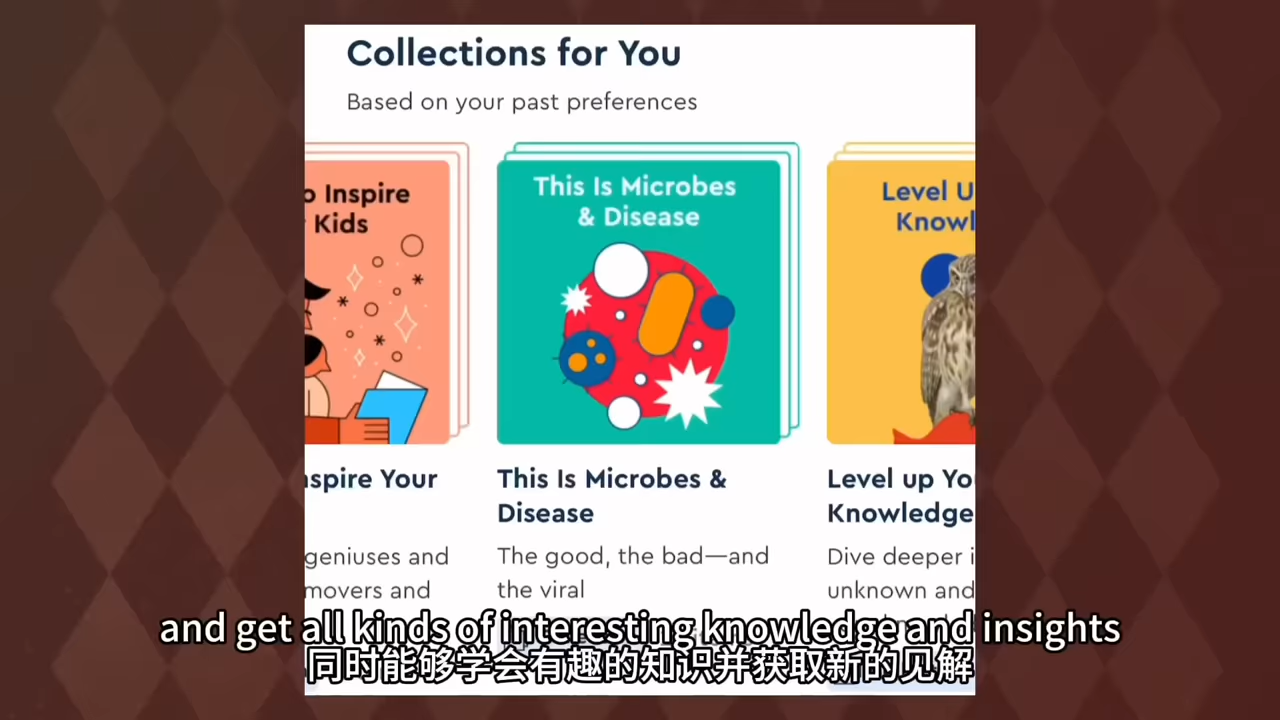 Collections for You
Based on your past preferences
o Inspire
Kids
This Is Microbes
& Disease
Level U
Knowl
nspire Your
This Is Microbes &
Disease
Level up Yo
Knowledge
geniuses and
movers and
The good, the bad—and
the viral
Dive deeper i
unknown and
and get all kinds of interesting knowledge and insights
同时能够学会有趣的知识并获取新的见解